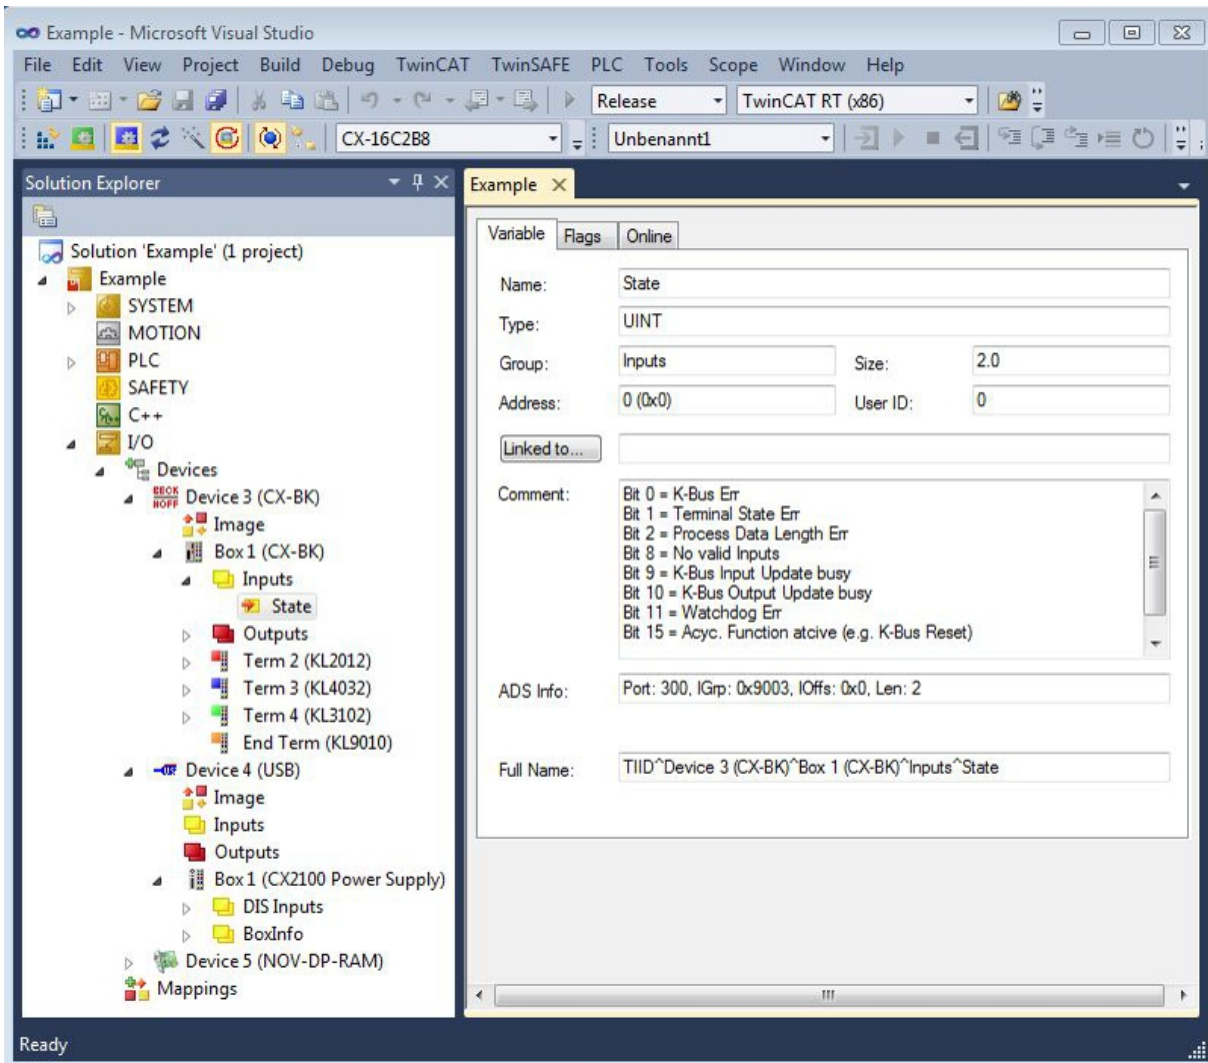 Example - Microsoft Visual Studio
File Edit View Project Build Debug TwinCAT TwinSAFE PLC Tools Scope Window Help
Release TwinCAT RT (x86)
CX-16C2B8 Unbenannt1
Solution Explorer
Example
Solution 'Example' (1 project)
Example
SYSTEM
MOTION
PLC
SAFETY
C++
I/O
Devices
BECK
HOFF
Device 3 (CX-BK)
Image
Box 1 (CX-BK)
Inputs
State
Outputs
Term 2 (KL2012)
Term 3 (KL4032)
Term 4 (KL3102)
End Term (KL9010)
Device 4 (USB)
Image
Inputs
Outputs
Box 1 (CX2100 Power Supply)
DIS Inputs
BoxInfo
Device 5 (NOV-DP-RAM)
Mappings
Variable Flags Online
Name: State
Type: UINT
Group: Inputs Size: 2.0
Address: 0 (0x0) User ID: 0
Linked to...
Comment: Bit 0 = K-Bus Err
Bit 1 = Terminal State Err
Bit 2 = Process Data Length Err
Bit 8 = No valid Inputs
Bit 9 = K-Bus Input Update busy
Bit 10 = K-Bus Output Update busy
Bit 11 = Watchdog Err
Bit 15 = Acyc. Function atcive (e.g. K-Bus Reset)
ADS Info: Port: 300, IGrp: 0x9003, IOffs: 0x0, Len: 2
Full Name: TIID^Device 3 (CX-BK)^Box 1 (CX-BK)^Inputs^State
Ready